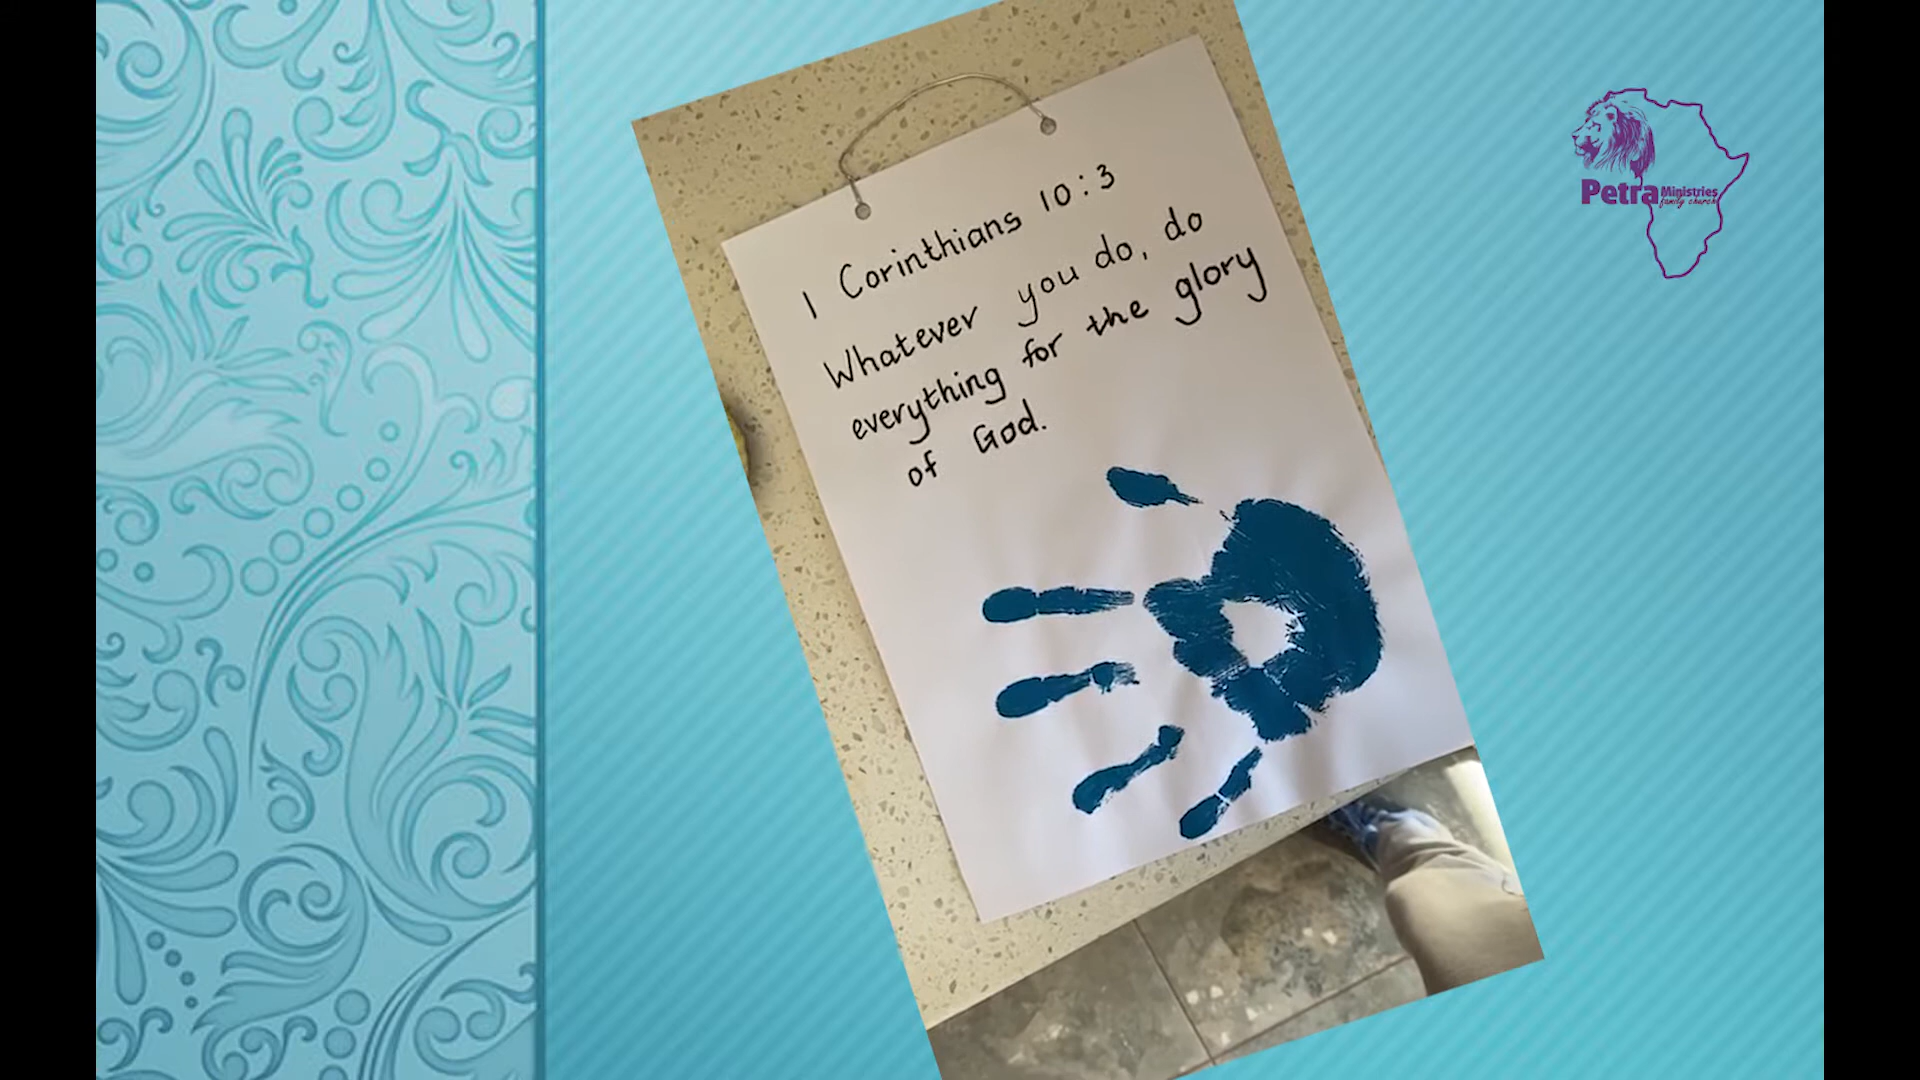 1 Corinthians 10:3
Whatever you do, do
everything for the glory
of God.
Petra Ministries
family church